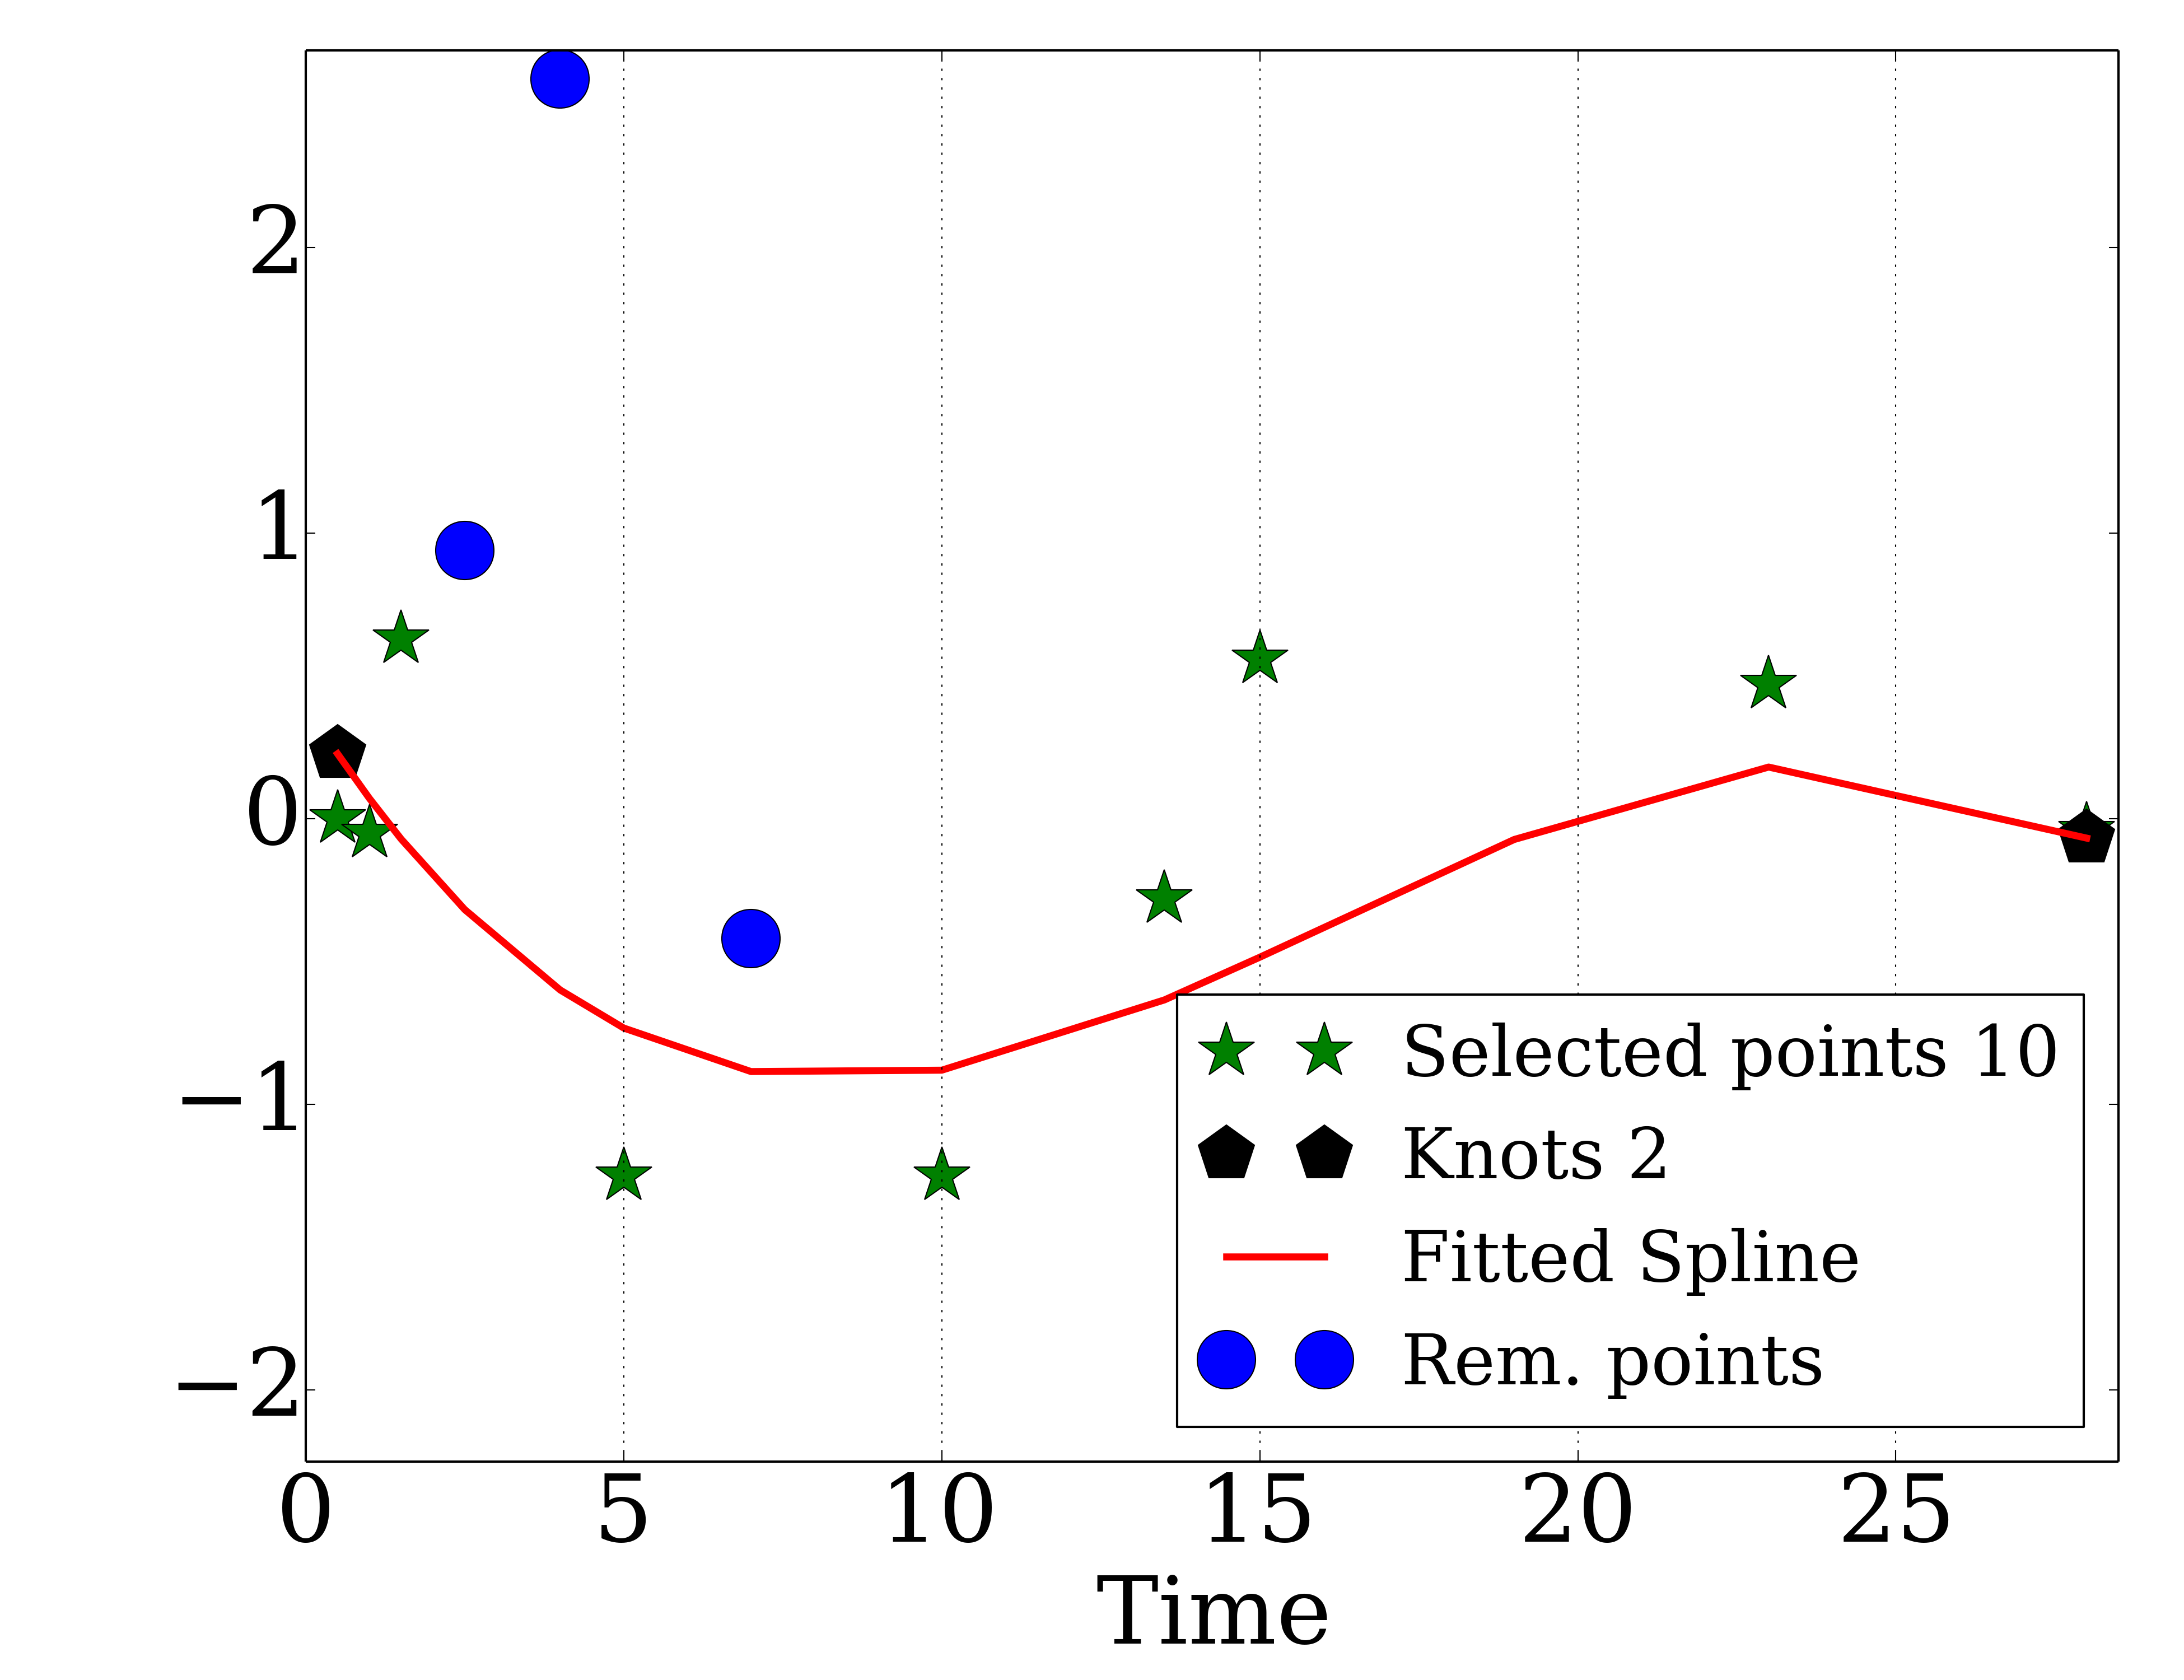 2
1
0
−1
−2
0 5 10 15 20 25
Time
Selected points 10
Knots 2
Fitted Spline
Rem. points